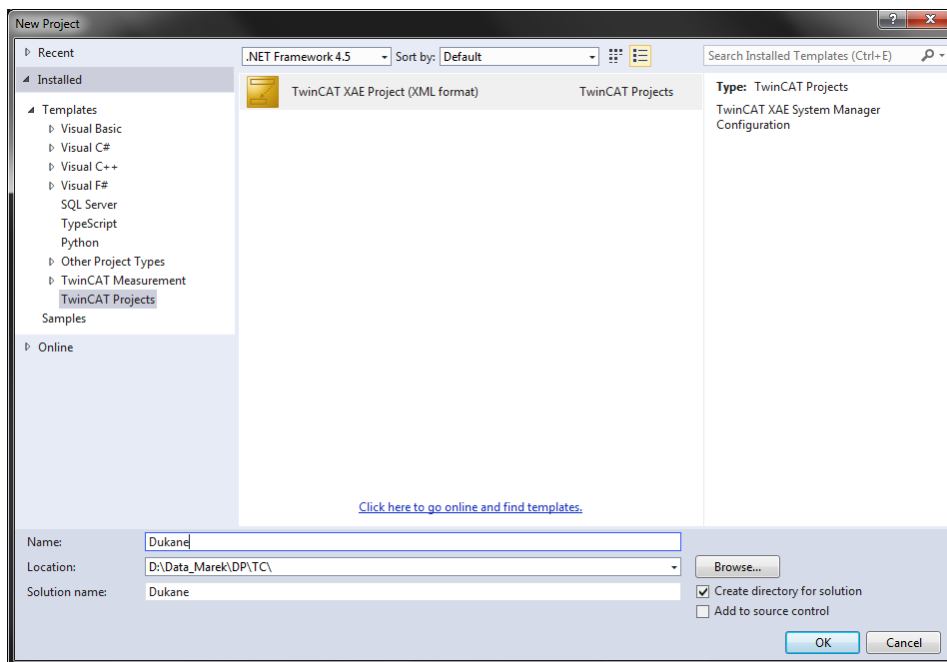 New Project
Recent
.NET Framework 4.5
Sort by: Default
Search Installed Templates (Ctrl+E)
Installed
Templates
Visual Basic
Visual C#
Visual C++
Visual F#
SQL Server
TypeScript
Python
Other Project Types
TwinCAT Measurement
TwinCAT Projects
Samples
Online
TwinCAT XAE Project (XML format)
TwinCAT Projects
Type: TwinCAT Projects
TwinCAT XAE System Manager
Configuration
Click here to go online and find templates.
Name:
Dukane
Location:
D:\Data_Marek\DP\TC\
Browse...
Solution name:
Dukane
Create directory for solution
Add to source control
OK
Cancel